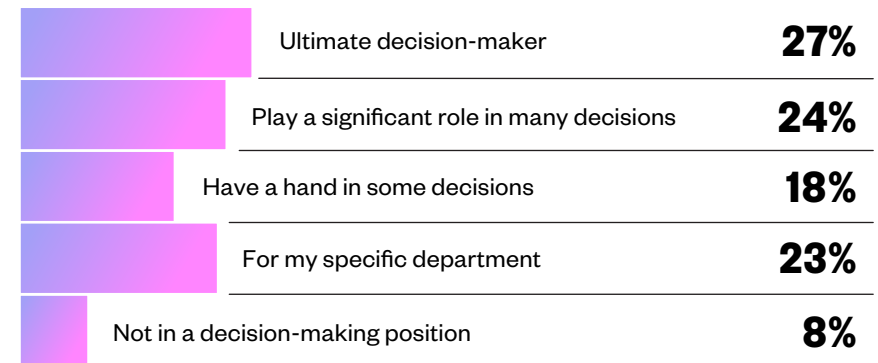 Ultimate decision-maker 27%
Play a significant role in many decisions 24%
Have a hand in some decisions 18%
For my specific department 23%
Not in a decision-making position 8%